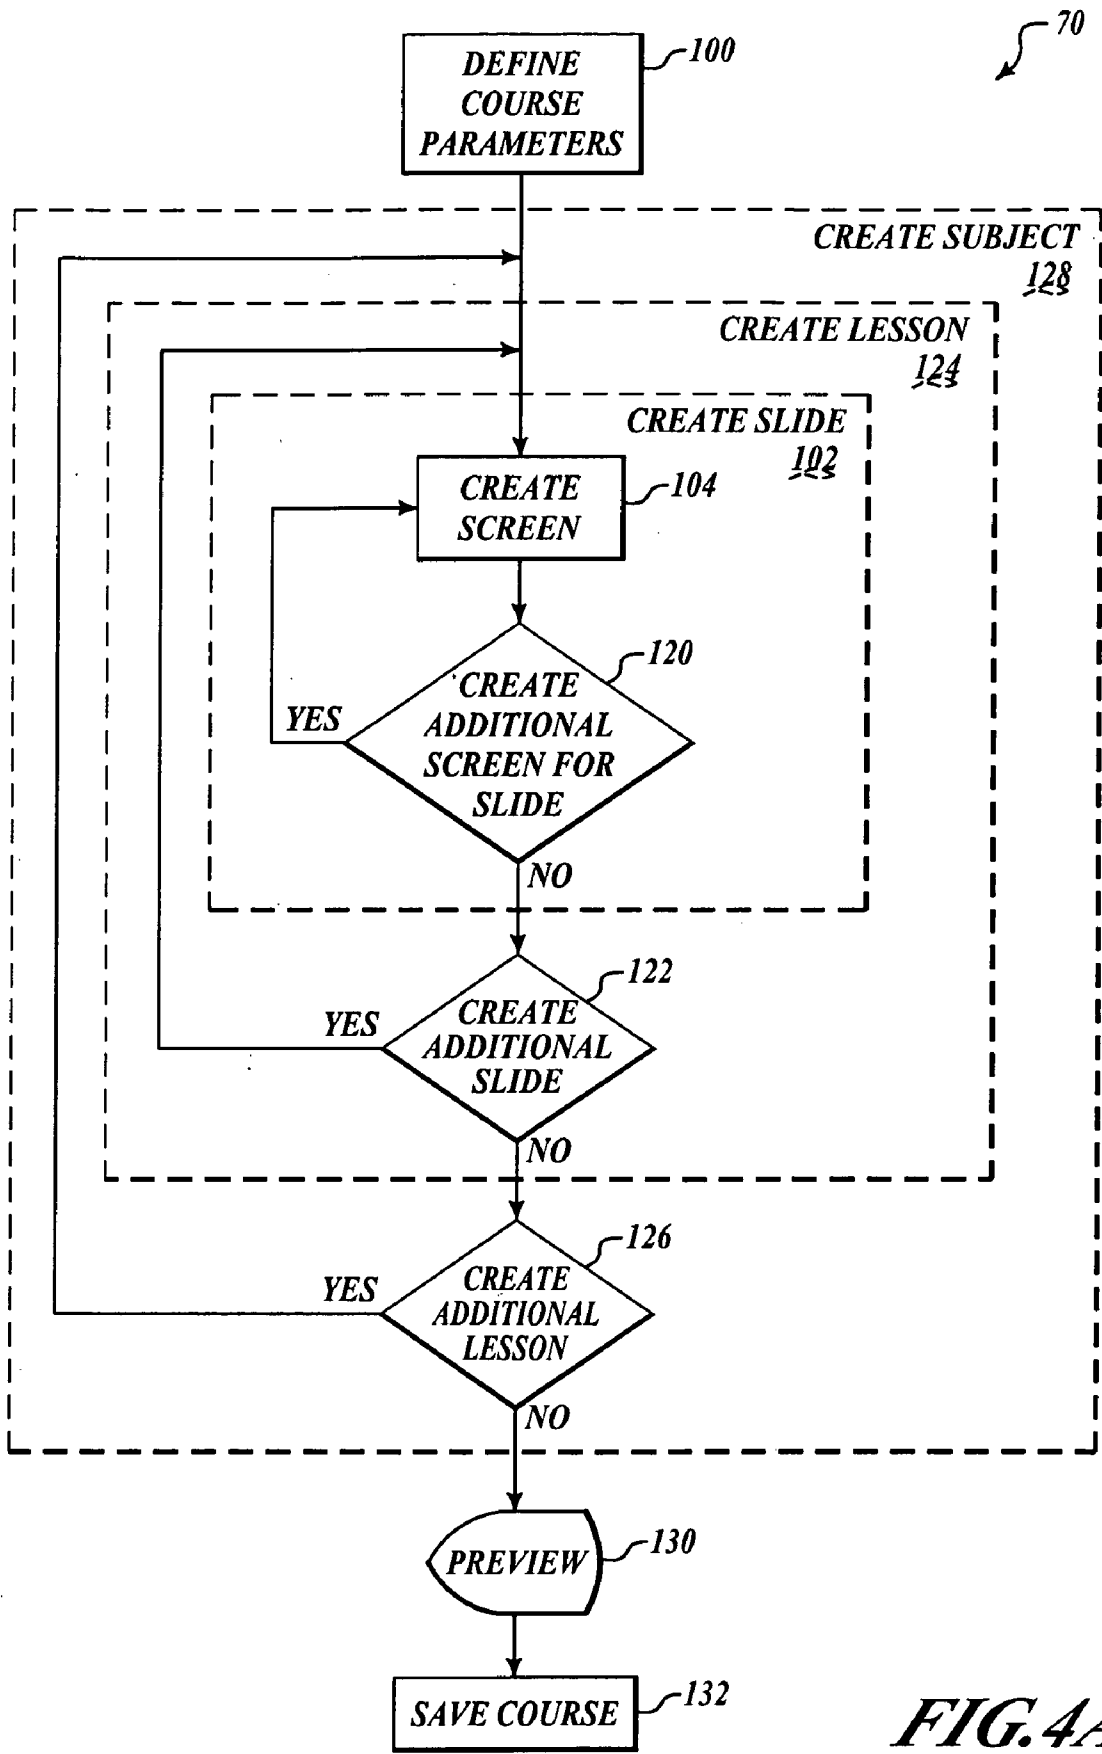 70
DEFINE
COURSE
PARAMETERS
100
CREATE SUBJECT
128
CREATE LESSON
124
CREATE SLIDE
102
CREATE
SCREEN
104
CREATE
ADDITIONAL
SCREEN FOR
SLIDE
120
YES
NO
CREATE
ADDITIONAL
SLIDE
122
YES
NO
CREATE
ADDITIONAL
LESSON
126
YES
NO
PREVIEW
130
SAVE COURSE
132
FIG.4A